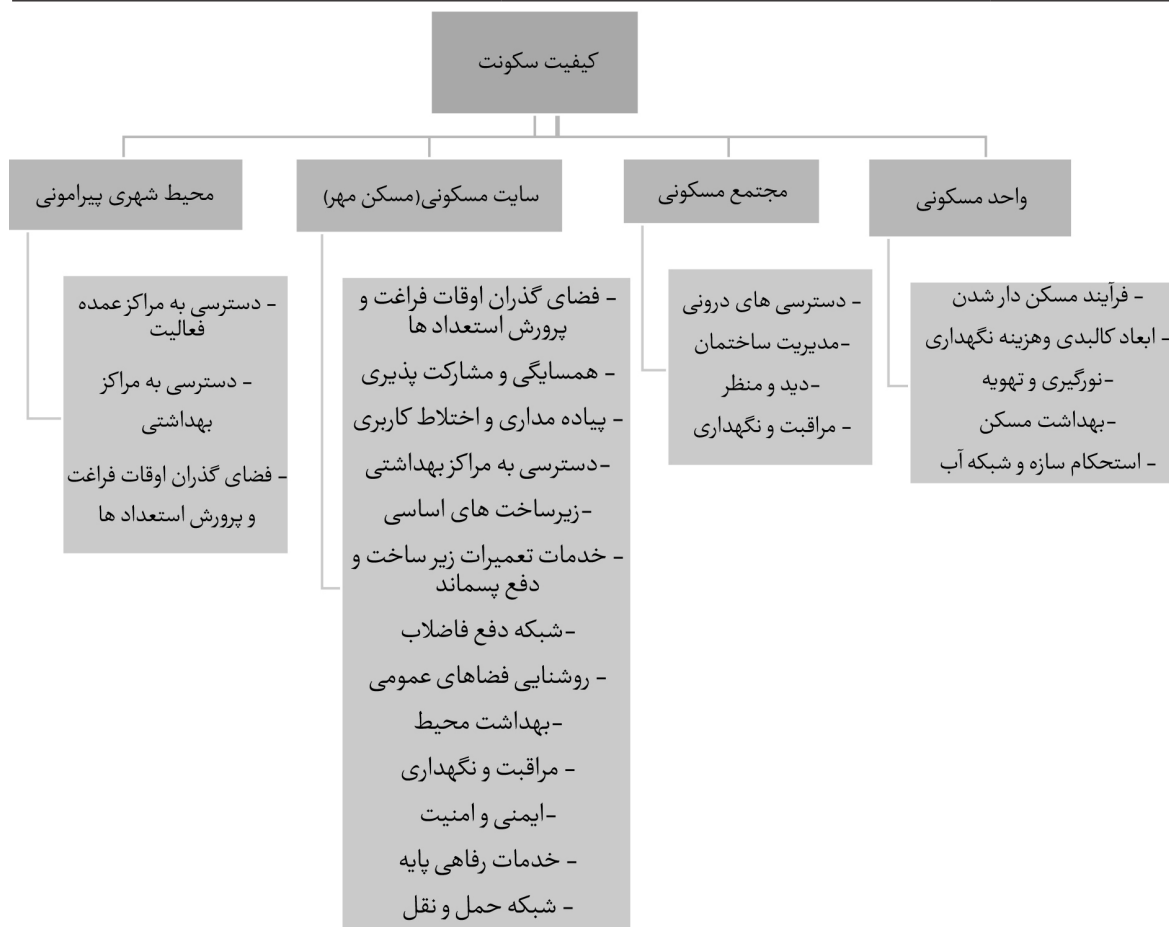 کیفیت سکونت
واحد مسکونی
- فرآیند مسکن دار شدن
- ابعاد کالبدی وهزینه نگهداری
-نورگیری و تهویه
-بهداشت مسکن
- استحکام سازه و شبکه آب
مجتمع مسکونی
- دسترسی های درونی
-مدیریت ساختمان
-دید و منظر
- مراقبت و نگهداری
سایت مسکونی(مسکن مهر)
- فضای گذران اوقات فراغت و
پرورش استعداد ها
- همسایگی و مشارکت پذیری
- پیاده مداری و اختلاط کاربری
-دسترسی به مراکز بهداشتی
-زیرساخت های اساسی
- خدمات تعمیرات زیر ساخت و
دفع پسماند
-شبکه دفع فاضلاب
- روشنایی فضاهای عمومی
-بهداشت محیط
- مراقبت و نگهداری
-ایمنی و امنیت
- خدمات رفاهی پایه
- شبکه حمل و نقل
محیط شهری پیرامونی
- دسترسی به مراکز عمده
فعالیت
- دسترسی به مراکز
بهداشتی
- فضای گذران اوقات فراغت
و پرورش استعداد ها